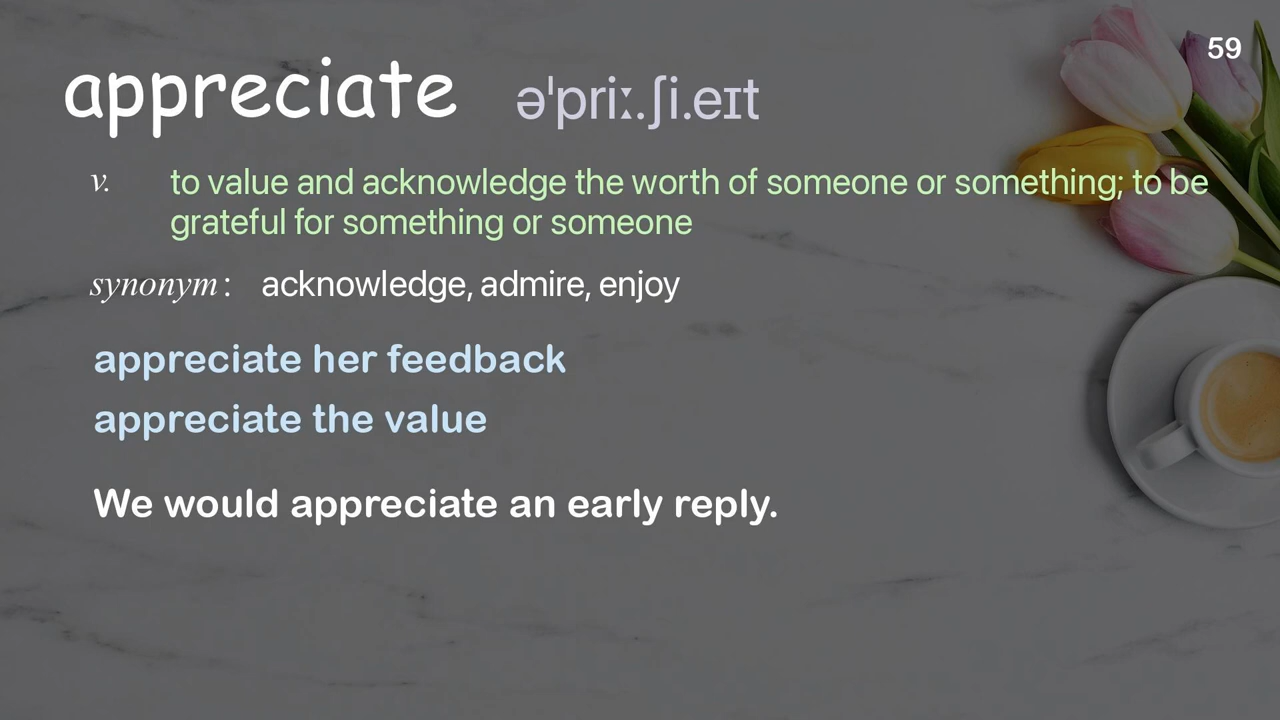 59
appreciate əˈpriː.ʃi.eɪt
v. to value and acknowledge the worth of someone or something; to be
grateful for something or someone
synonym: acknowledge, admire, enjoy
appreciate her feedback
appreciate the value
We would appreciate an early reply.